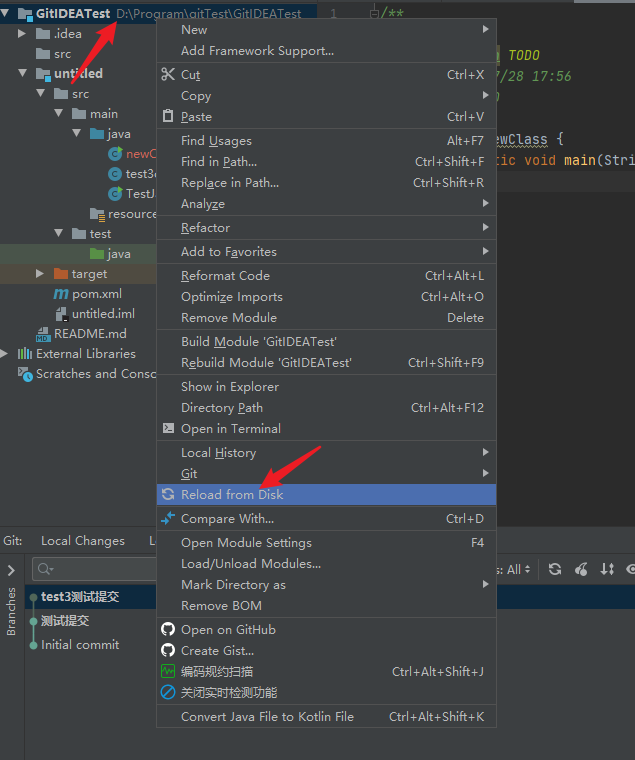 GitIDEATest D:\Program\gitTest\GitIDEATest
.idea
src
untitled
src
main
java
newC
test3c
TestJa
resource
test
java
target
pom.xml
untitled.iml
README.md
External Libraries
Scratches and Conso
1 /**
TODO
/28 17:56
ewClass {
tic void main(Stri
New
Add Framework Support...
Cut Ctrl+X
Copy
Paste Ctrl+V
Find Usages Alt+F7
Find in Path... Ctrl+Shift+F
Replace in Path... Ctrl+Shift+R
Analyze
Refactor
Add to Favorites
Reformat Code Ctrl+Alt+L
Optimize Imports Ctrl+Alt+O
Remove Module Delete
Build Module 'GitIDEATest'
Rebuild Module 'GitIDEATest' Ctrl+Shift+F9
Show in Explorer
Directory Path Ctrl+Alt+F12
Open in Terminal
Local History
Git
Reload from Disk
Compare With... Ctrl+D
Open Module Settings F4
Load/Unload Modules...
Mark Directory as
Remove BOM
Open on GitHub
Create Gist...
编码规约扫描 Ctrl+Alt+Shift+J
关闭实时检测功能
Convert Java File to Kotlin File Ctrl+Alt+Shift+K
Git: Local Changes L
s: All
Branches
test3测试提交
测试提交
Initial commit